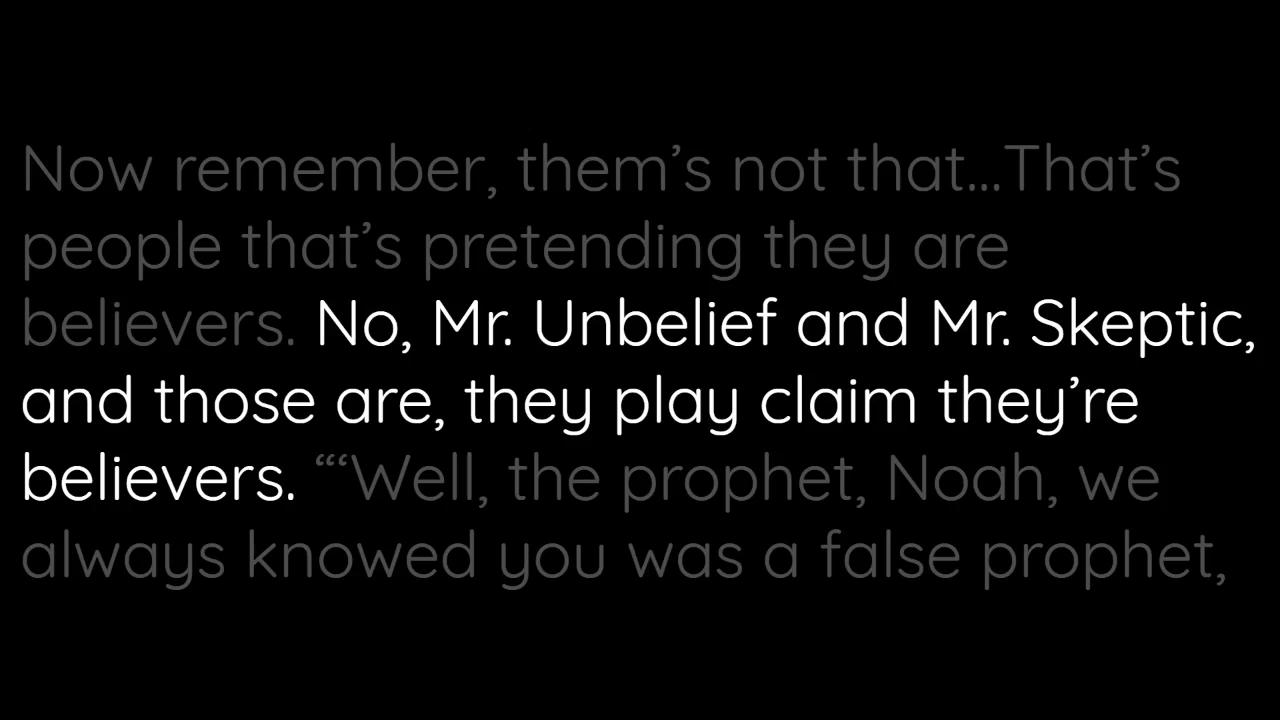 Now remember, them’s not that...That’s
people that’s pretending they are
believers. No, Mr. Unbelief and Mr. Skeptic,
and those are, they play claim they’re
believers. “‘Well, the prophet, Noah, we
always knowed you was a false prophet,